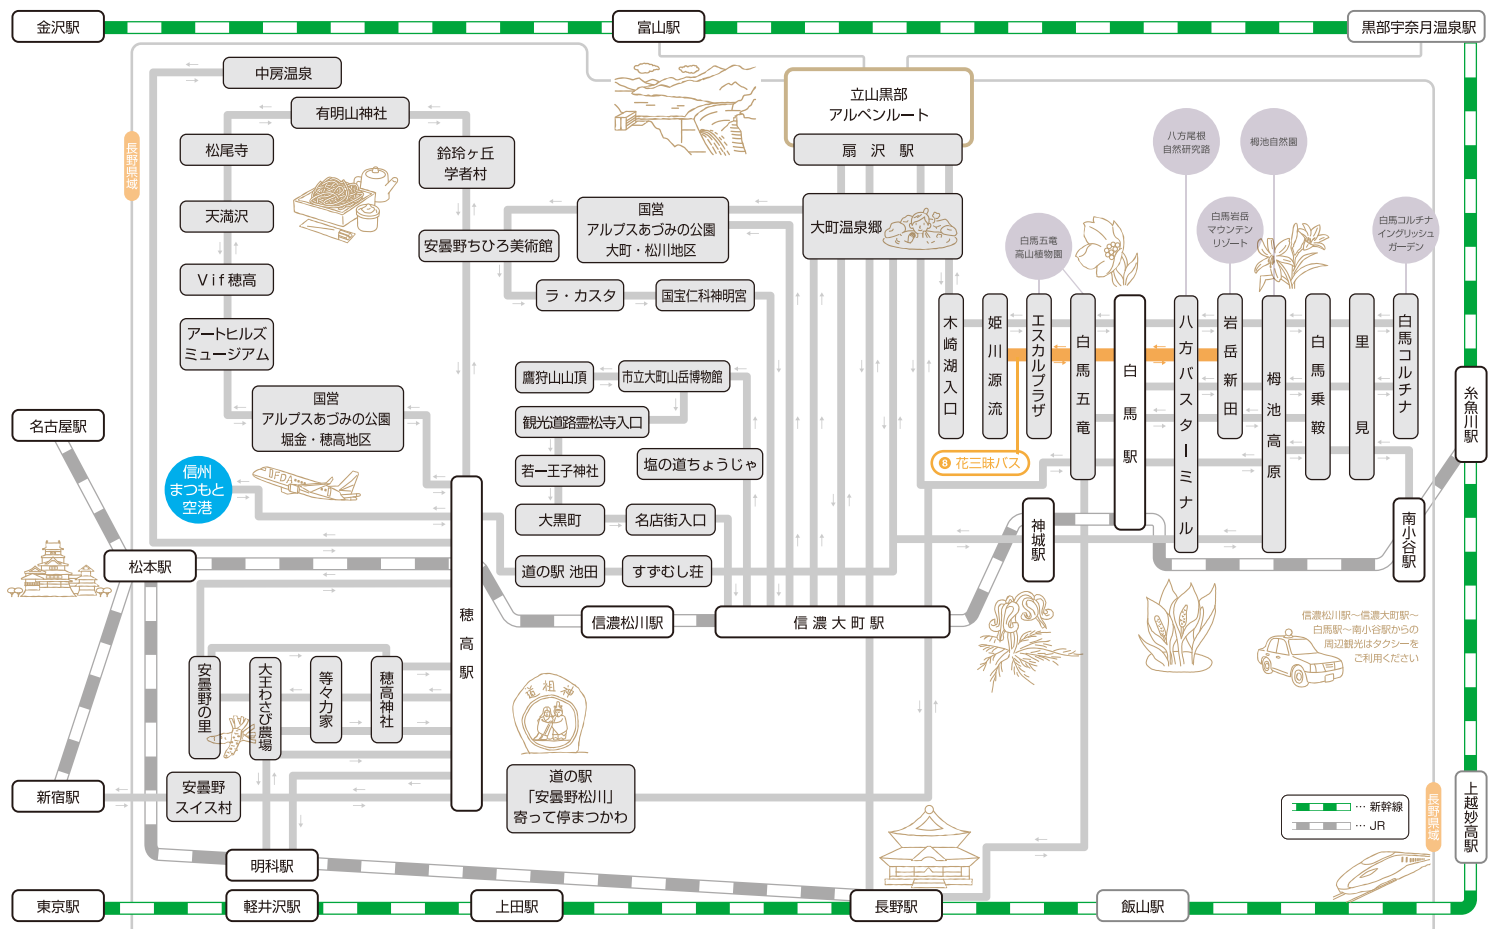 金沢駅
富山駅
黒部宇奈月温泉駅
中房温泉
有明山神社
松尾寺
鈴玲ヶ丘
学者村
立山黒部
アルペンルート
扇沢駅
八方尾根
自然研究路
栂池自然園
長野県域
天満沢
国営
アルプスあづみの公園
大町・松川地区
大町温泉郷
安曇野ちひろ美術館
白馬五竜
高山植物園
白馬岩岳
マウンテン
リゾート
白馬コルチナ
イングリッシュ
ガーデン
Vif穂高
ラ・カスタ
国宝仁科神明宮
アートヒルズ
ミュージアム
木崎湖入口
姫川源流
エスカルプラザ
白馬五竜
白馬駅
八方バスターミナル
岩岳新田
栂池高原
白馬乗鞍
里見
白馬コルチナ
鷹狩山山頂
市立大町山岳博物館
国営
アルプスあづみの公園
堀金・穂高地区
観光道路霊松寺入口
名古屋駅
糸魚川駅
信州
まつもと
空港
若一王子神社
塩の道ちょうじゃ
8 花三昧バス
大黒町
名店街入口
神城駅
南小谷駅
松本駅
道の駅 池田
すずむし荘
穂高駅
信濃松川駅
信濃大町駅
信濃松川駅〜信濃大町駅〜
白馬駅〜南小谷駅からの
周辺観光はタクシーを
ご利用ください
安曇野の里
大王わさび農場
等々力家
穂高神社
道祖神
新宿駅
安曇野
スイス村
道の駅
「安曇野松川」
寄って停まつかわ
長野県域
上越妙高駅
… 新幹線
… JR
明科駅
東京駅
軽井沢駅
上田駅
長野駅
飯山駅
FDA